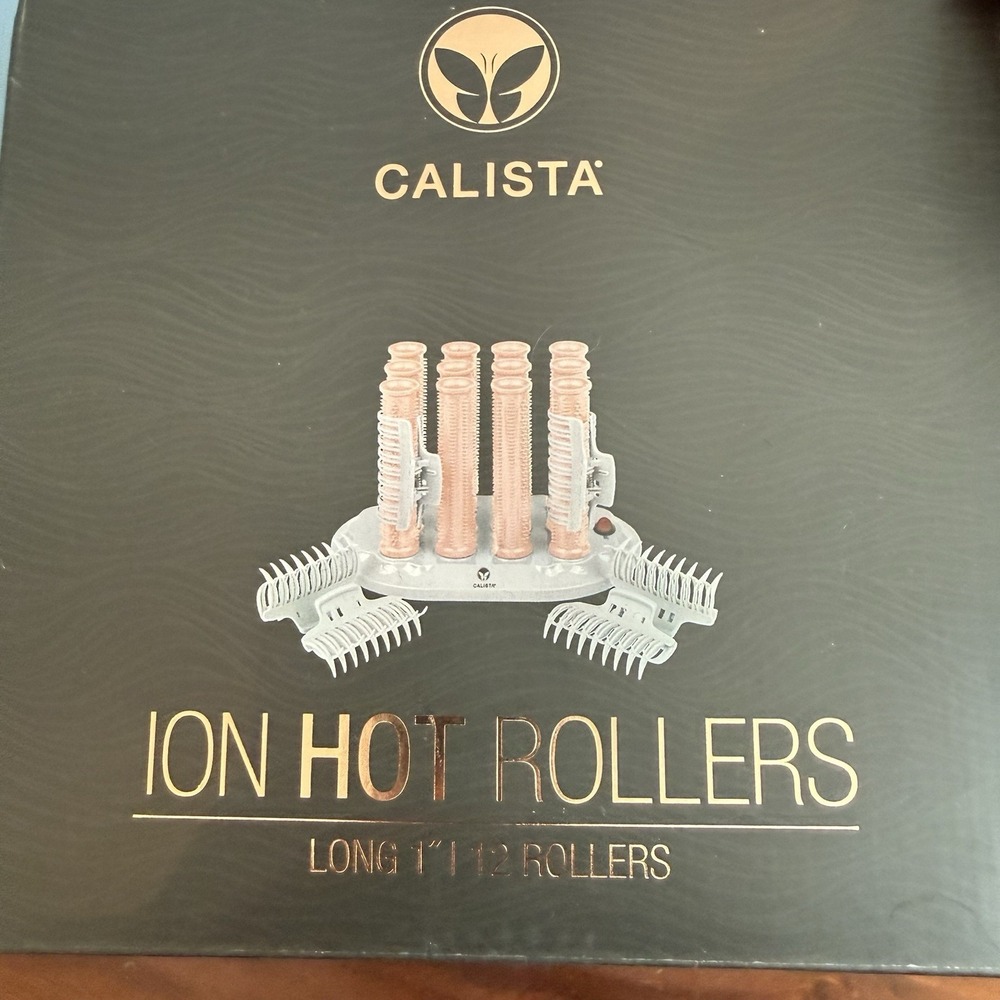 CALISTA
CALISTA
ION HOT ROLLERS
LONG 1" | 12 ROLLERS